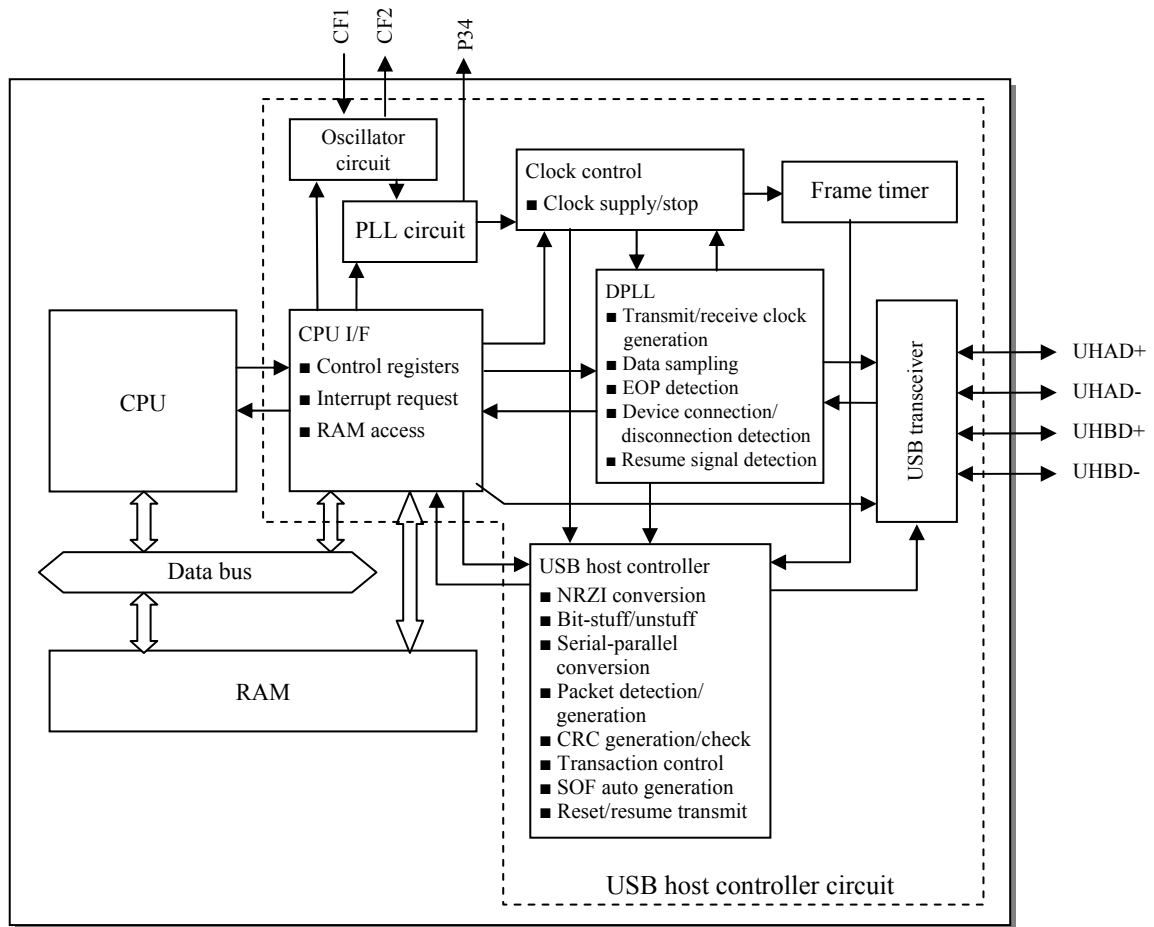 CF1
CF2
P34
Oscillator
circuit
PLL circuit
Clock control
■ Clock supply/stop
Frame timer
CPU
CPU I/F
■ Control registers
■ Interrupt request
■ RAM access
DPLL
■ Transmit/receive clock
generation
■ Data sampling
■ EOP detection
■ Device connection/
disconnection detection
■ Resume signal detection
USB transceiver
UHAD+
UHAD-
UHBD+
UHBD-
Data bus
RAM
USB host controller
■ NRZI conversion
■ Bit-stuff/unstuff
■ Serial-parallel
conversion
■ Packet detection/
generation
■ CRC generation/check
■ Transaction control
■ SOF auto generation
■ Reset/resume transmit
USB host controller circuit